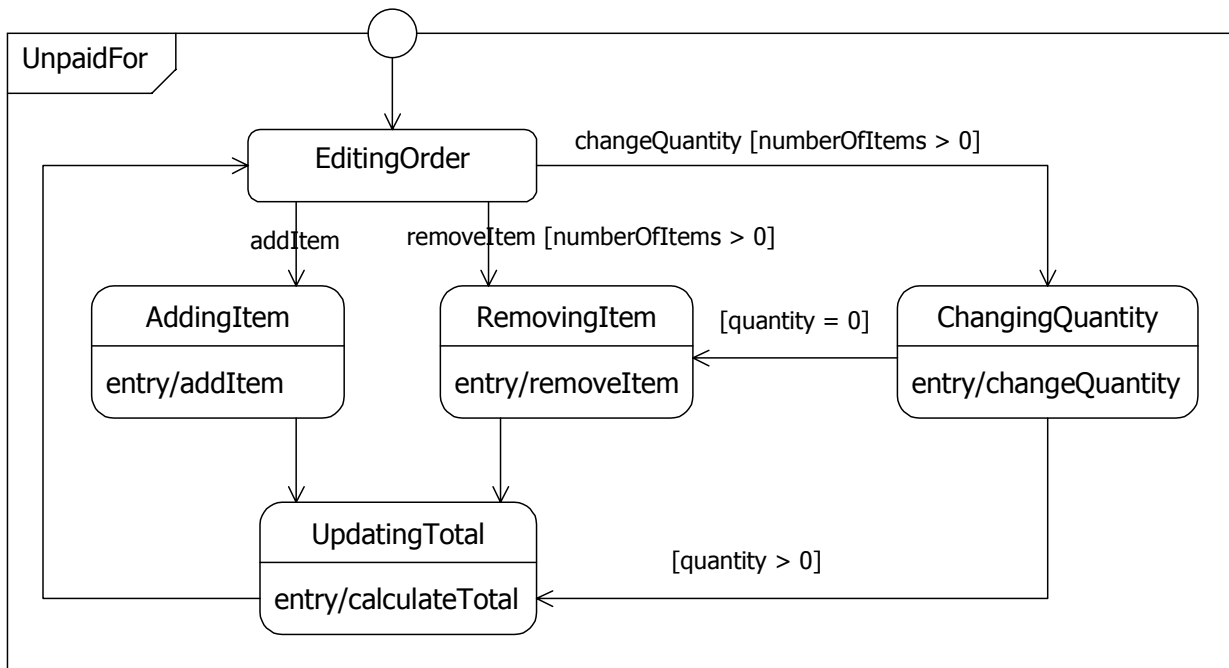 UnpaidFor
EditingOrder
changeQuantity [numberOfItems > 0]
addItem
removeItem [numberOfItems > 0]
AddingItem
entry/addItem
RemovingItem
entry/removeItem
[quantity = 0]
ChangingQuantity
entry/changeQuantity
UpdatingTotal
entry/calculateTotal
[quantity > 0]